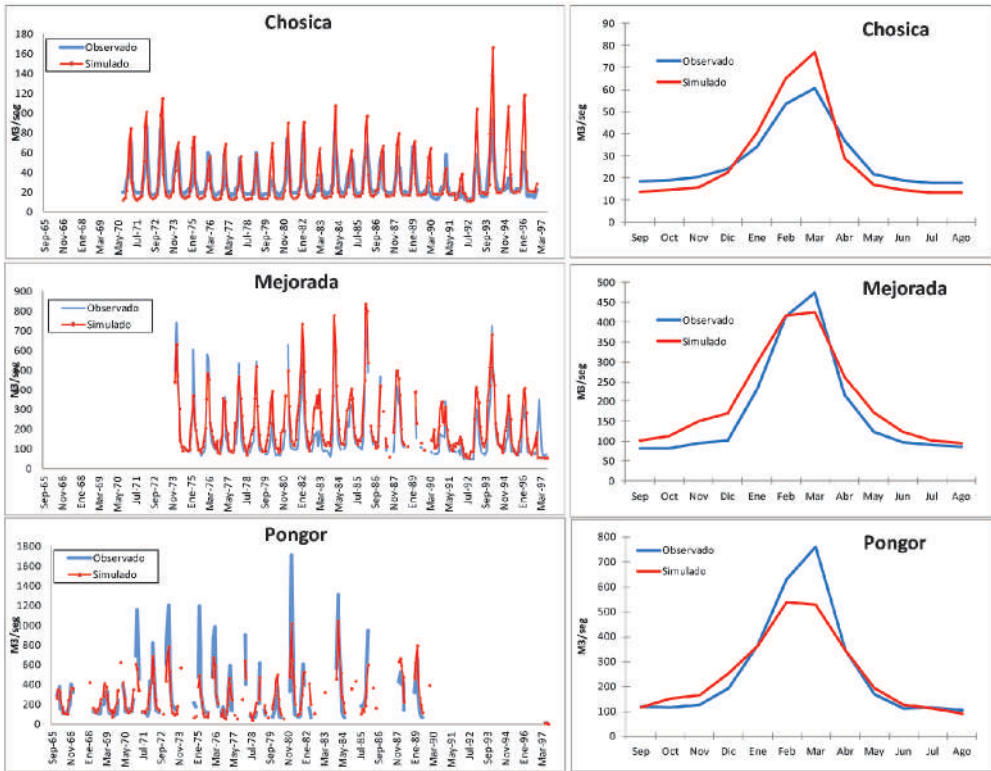 Chosica
M3/seg
180
160
140
120
100
80
60
40
20
0
Observado
Simulado
Sep-65
Nov-66
Ene-68
Mar-69
May-70
Jul-71
Sep-72
Nov-73
Ene-75
Mar-76
May-77
Jul-78
Sep-79
Nov-80
Ene-82
Mar-83
May-84
Jul-85
Sep-86
Nov-87
Ene-89
Mar-90
May-91
Jul-92
Sep-93
Nov-94
Ene-96
Mar-97
Chosica
M3/seg
90
80
70
60
50
40
30
20
10
0
Observado
Simulado
Sep Oct Nov Dic Ene Feb Mar Abr May Jun Jul Ago
Mejorada
M3/seg
900
800
700
600
500
400
300
200
100
0
Observado
Simulado
Sep-65
Nov-66
Ene-68
Mar-69
May-70
Jul-71
Sep-72
Nov-73
Ene-75
Mar-76
May-77
Jul-78
Sep-79
Nov-80
Ene-82
Mar-83
May-84
Jul-85
Sep-86
Nov-87
Ene-89
Mar-90
May-91
Jul-92
Sep-93
Nov-94
Ene-96
Mar-97
Mejorada
M3/seg
500
450
400
350
300
250
200
150
100
50
0
Observado
Simulado
Sep Oct Nov Dic Ene Feb Mar Abr May Jun Jul Ago
Pongor
M3/seg
1800
1600
1400
1200
1000
800
600
400
200
0
Observado
Simulado
Sep-65
Nov-66
Ene-68
Mar-69
May-70
Jul-71
Sep-72
Nov-73
Ene-75
Mar-76
May-77
Jul-78
Sep-79
Nov-80
Ene-82
Mar-83
May-84
Jul-85
Sep-86
Nov-87
Ene-89
Mar-90
May-91
Jul-92
Sep-93
Nov-94
Ene-96
Mar-97
Pongor
M3/seg
800
700
600
500
400
300
200
100
0
Observado
Simulado
Sep Oct Nov Dic Ene Feb Mar Abr May Jun Jul Ago